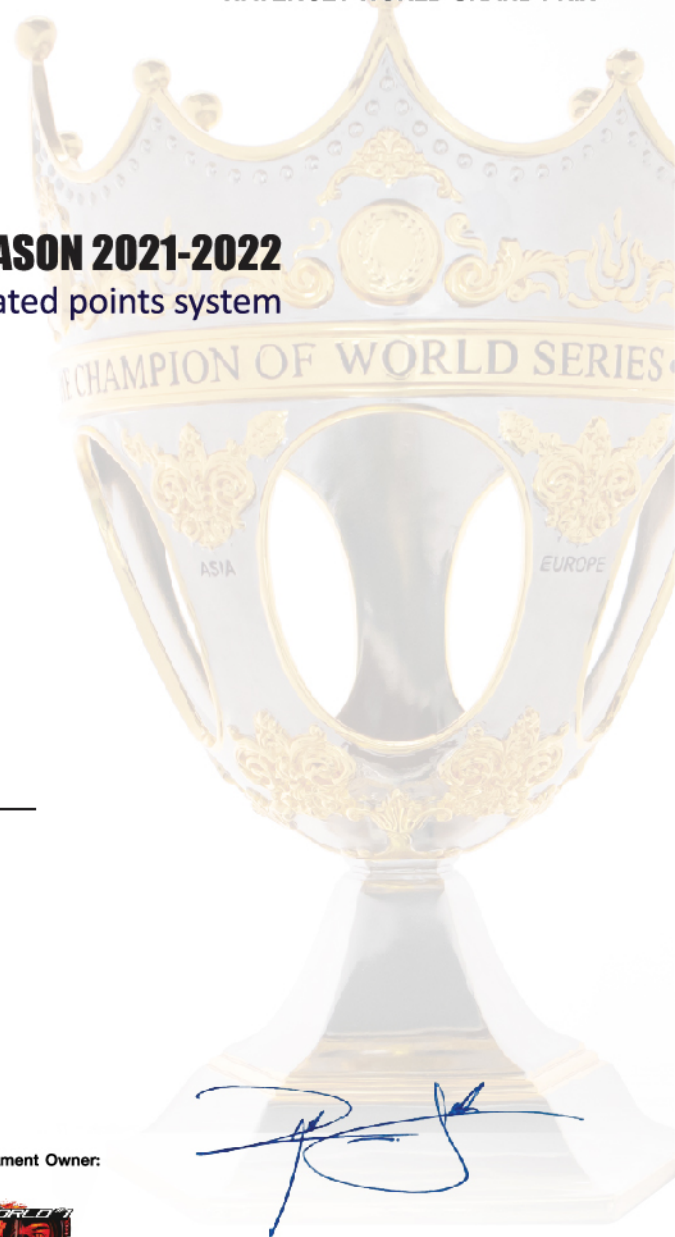 ASON 2021-2022
ated points system
CHAMPION OF WORLD SERIES
ASIA
EUROPE
ment Owner: